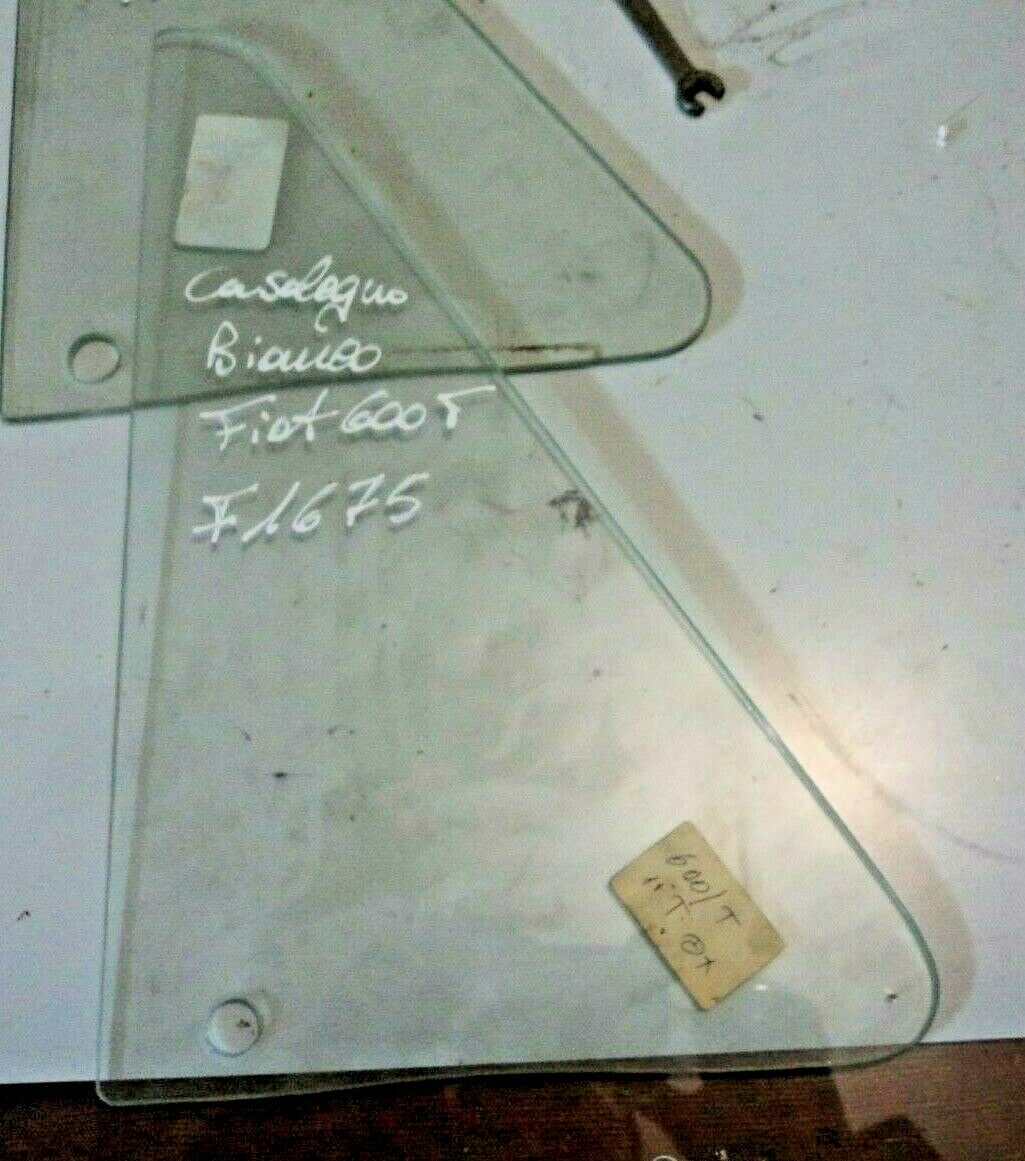 Casalegno
Bianco
Fiat 600 T
F1675
600/T